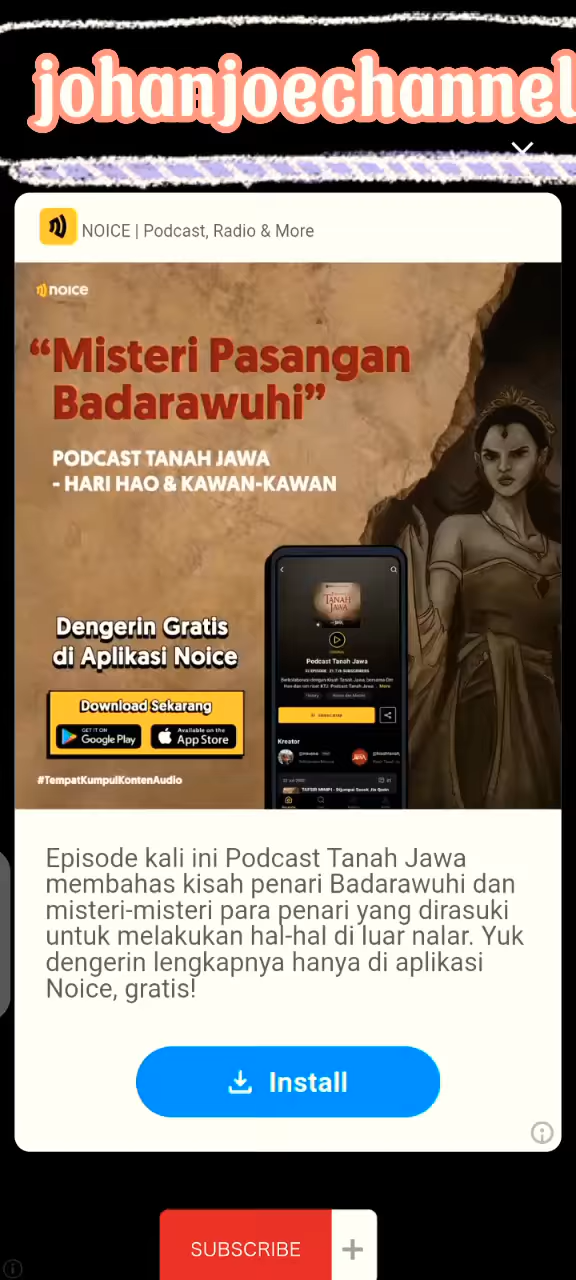 johanjoechannel
NOICE | Podcast, Radio & More
noice
“Misteri Pasangan
Badarawuhi”
PODCAST TANAH JAWA
- HARI HAO & KAWAN-KAWAN
TANAH
JAWA
Podcast Tanah Jawa
Dengerin Gratis
di Aplikasi Noice
Download Sekarang
GET IT ON
Google Play
Available on the
App Store
Kreator
#TempatKumpulKontenAudio
Episode kali ini Podcast Tanah Jawa
membahas kisah penari Badarawuhi dan
misteri-misteri para penari yang dirasuki
untuk melakukan hal-hal di luar nalar. Yuk
dengerin lengkapnya hanya di aplikasi
Noice, gratis!
Install
SUBSCRIBE